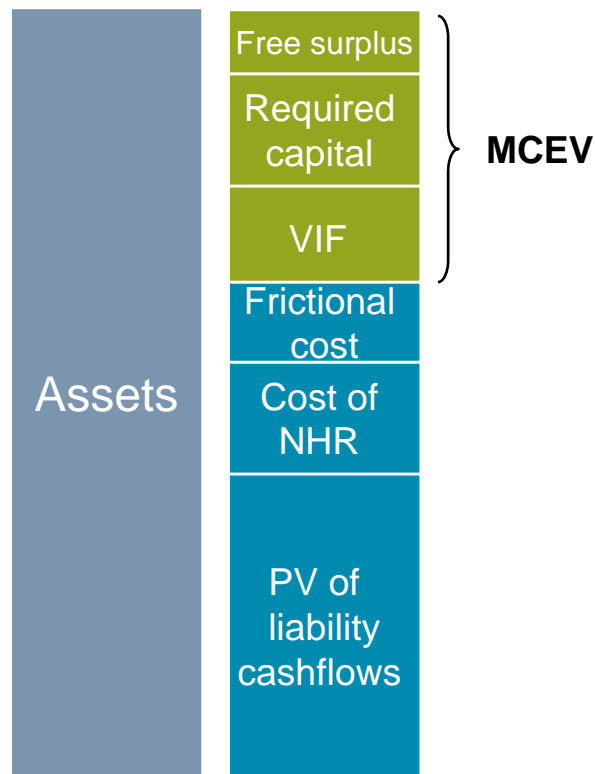 Assets
Free surplus
Required
capital
VIF
Frictional
cost
Cost of
NHR
PV of
liability
cashflows
MCEV